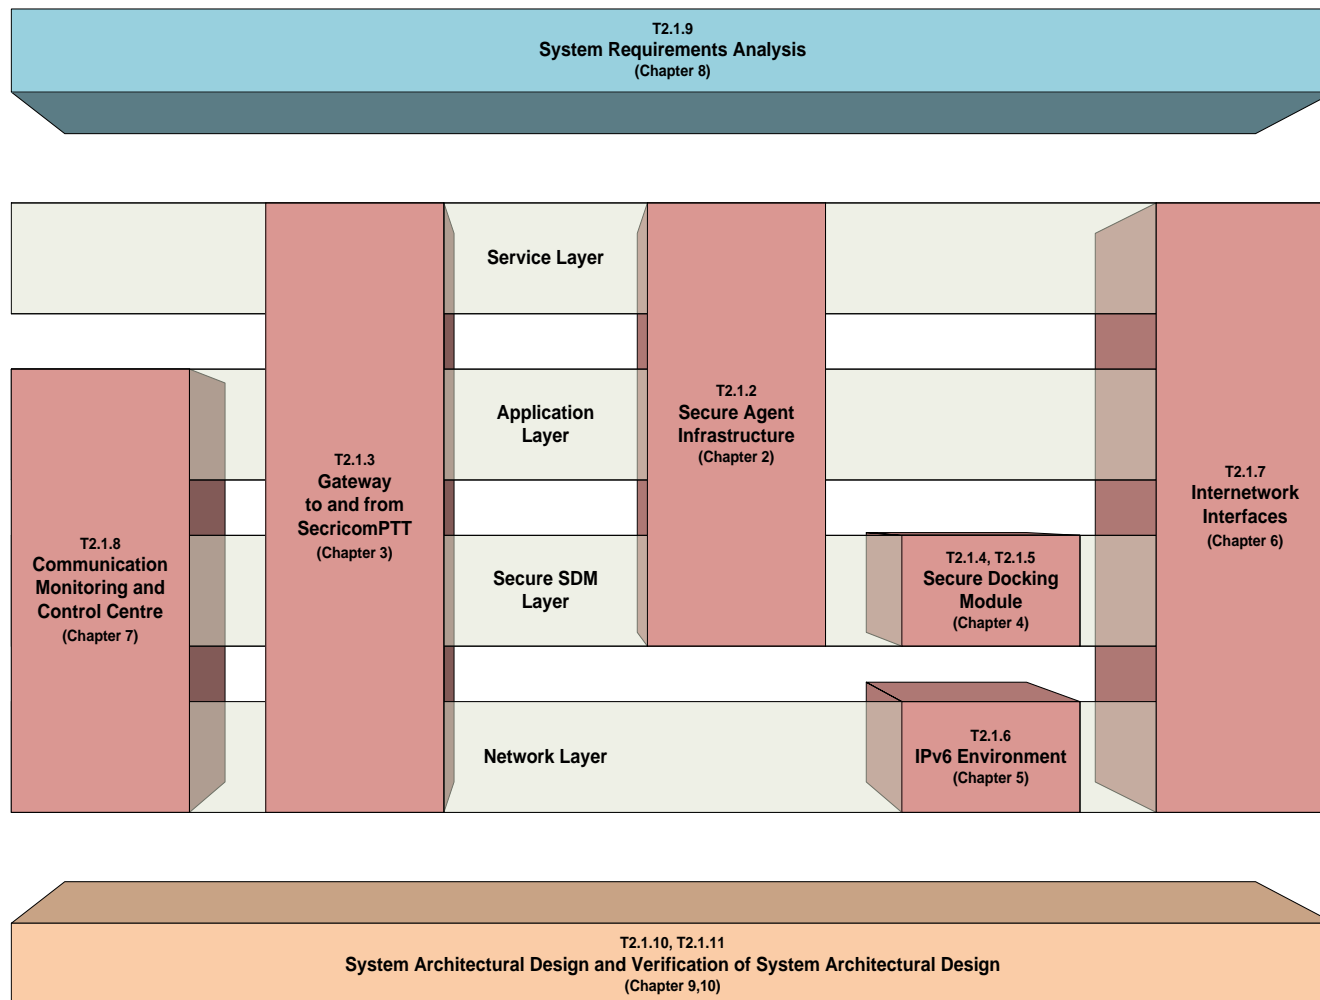 T2.1.9
System Requirements Analysis
(Chapter 8)
Service Layer
Application
Layer
Secure SDM
Layer
Network Layer
T2.1.8
Communication
Monitoring and
Control Centre
(Chapter 7)
T2.1.3
Gateway
to and from
SecricomPTT
(Chapter 3)
T2.1.2
Secure Agent
Infrastructure
(Chapter 2)
T2.1.4, T2.1.5
Secure Docking
Module
(Chapter 4)
T2.1.6
IPv6 Environment
(Chapter 5)
T2.1.7
Internetwork
Interfaces
(Chapter 6)
T2.1.10, T2.1.11
System Architectural Design and Verification of System Architectural Design
(Chapter 9,10)